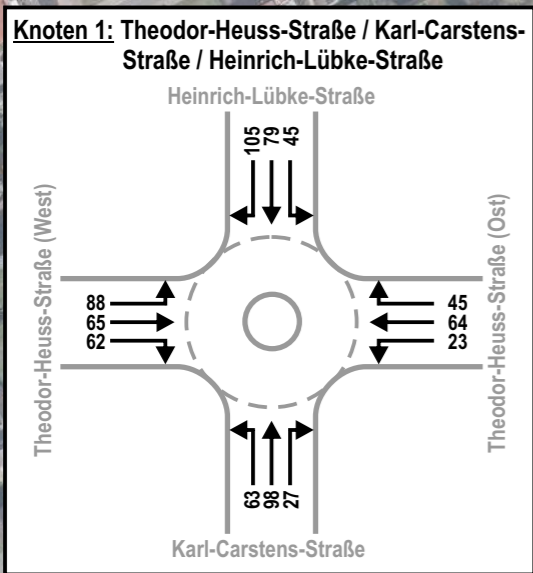 Knoten 1: Theodor-Heuss-Straße / Karl-Carstens-
Straße / Heinrich-Lübke-Straße
Heinrich-Lübke-Straße
105
79
45
Theodor-Heuss-Straße (West)
88
65
62
45
64
23
Theodor-Heuss-Straße (Ost)
63
98
27
Karl-Carstens-Straße